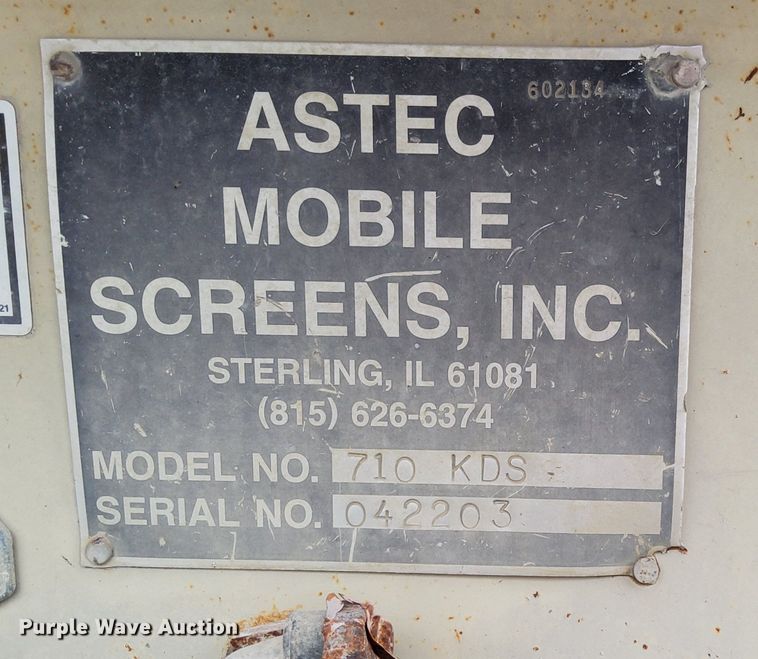 602134
ASTEC
MOBILE
SCREENS, INC.
STERLING, IL 61081
(815) 626-6374
MODEL NO. 710 KDS
SERIAL NO. 042203
21
Purple Wave Auction